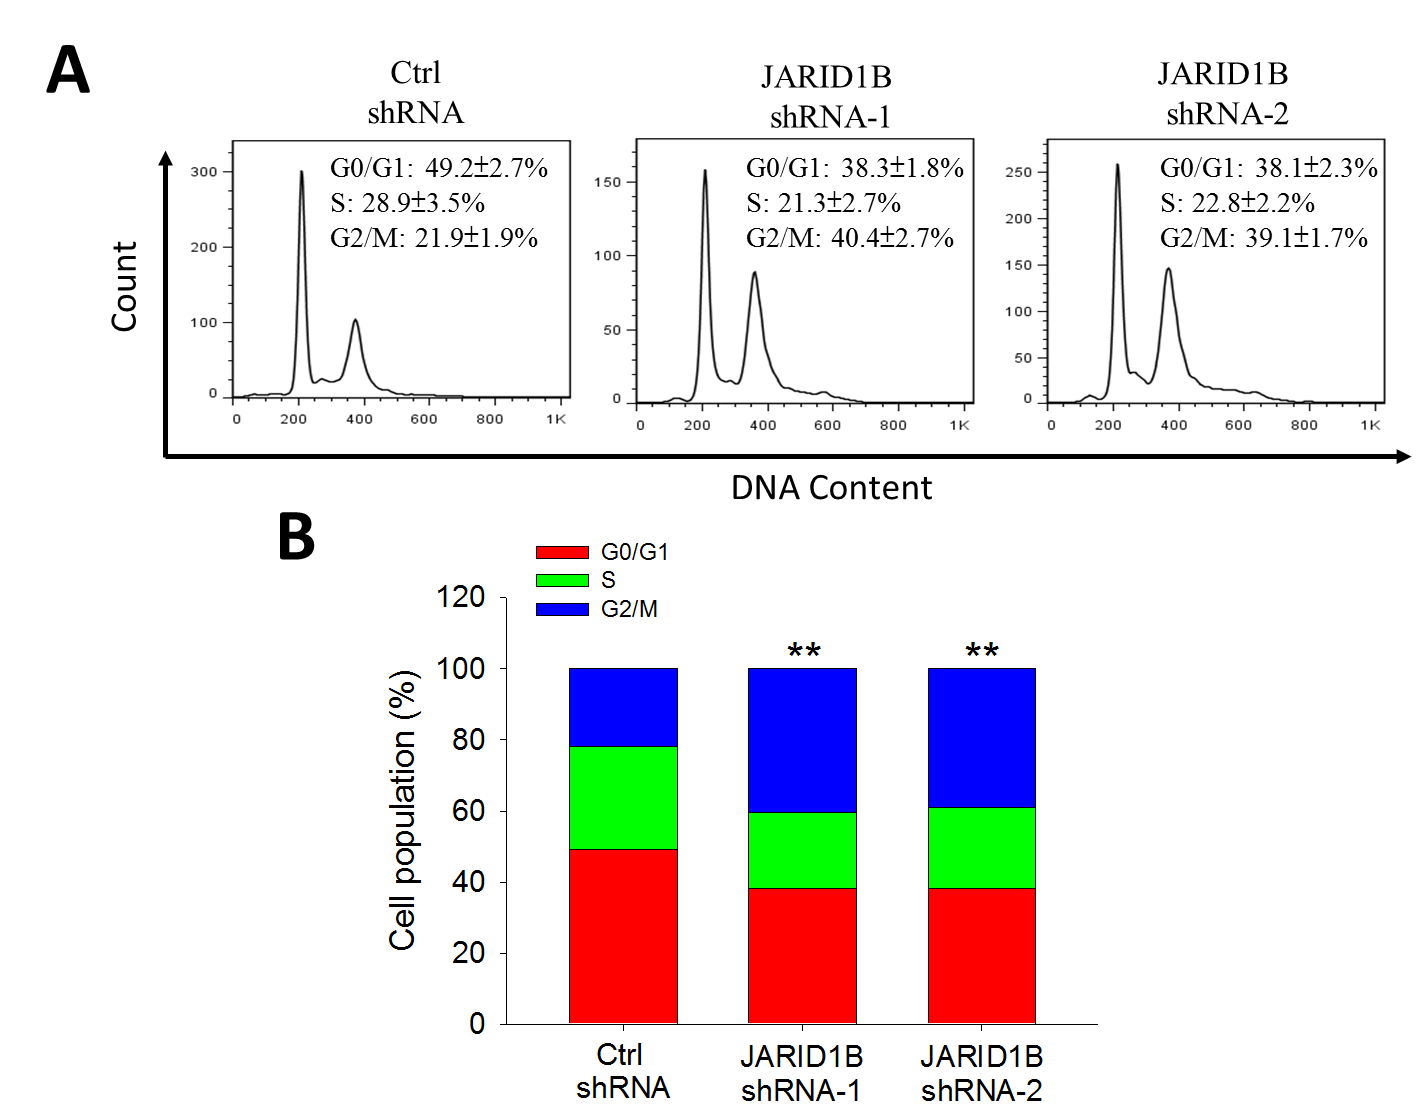 A
Ctrl
shRNA
JARID1B
shRNA-1
JARID1B
shRNA-2
Count
300
200
100
0
G0/G1: 49.2±2.7%
S: 28.9±3.5%
G2/M: 21.9±1.9%
0 200 400 600 800 1K
150
100
50
0
G0/G1: 38.3±1.8%
S: 21.3±2.7%
G2/M: 40.4±2.7%
0 200 400 600 800 1K
250
200
150
100
50
0
G0/G1: 38.1±2.3%
S: 22.8±2.2%
G2/M: 39.1±1.7%
0 200 400 600 800 1K
DNA Content
B
G0/G1
S
G2/M
Cell population (%)
120
100
80
60
40
20
0
**
**
Ctrl
shRNA
JARID1B
shRNA-1
JARID1B
shRNA-2